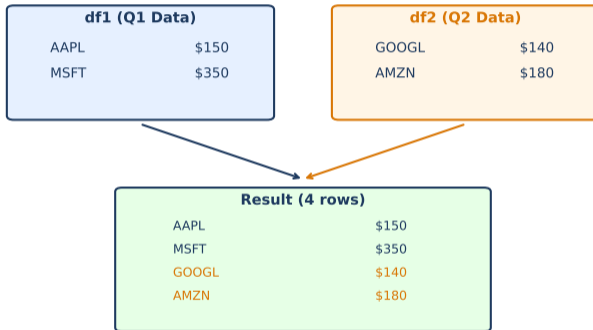 df1 (Q1 Data)
AAPL $150
MSFT $350
df2 (Q2 Data)
GOOGL $140
AMZN $180
Result (4 rows)
AAPL $150
MSFT $350
GOOGL $140
AMZN $180